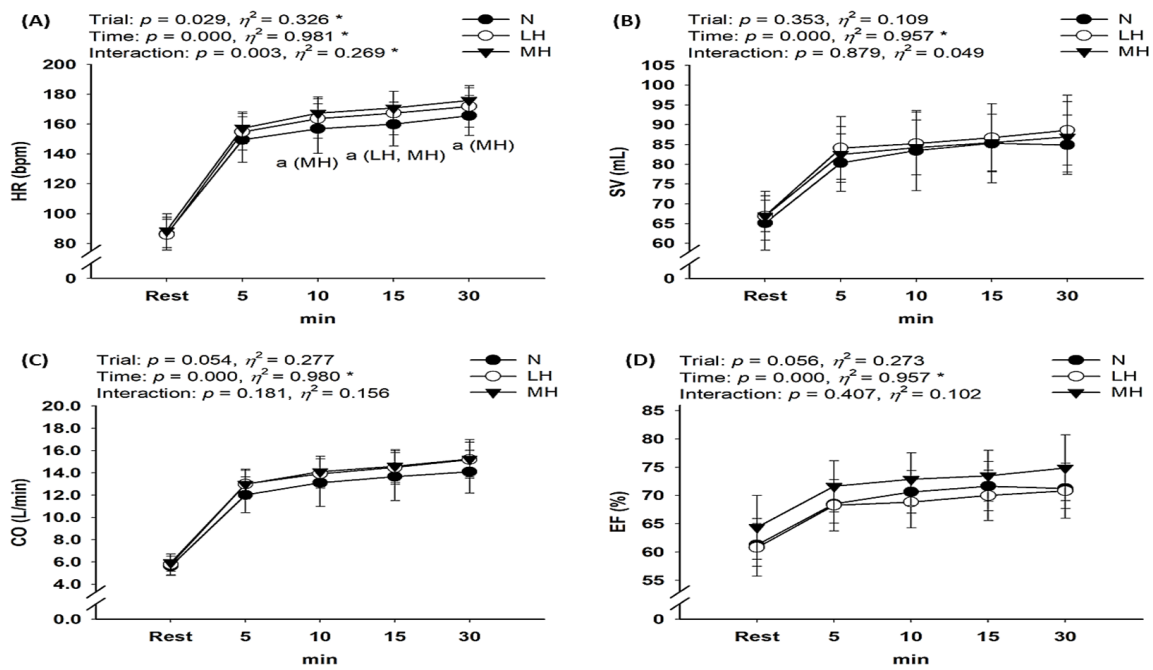 (A)
Trial: p = 0.029, η² = 0.326 *
Time: p = 0.000, η² = 0.981 *
Interaction: p = 0.003, η² = 0.269 *
N
LH
MH
200
180
160
140
120
100
80
0
HR (bpm)
a (MH)
a (LH, MH)
a (MH)
Rest 5 10 15 30
min
(B)
Trial: p = 0.353, η² = 0.109
Time: p = 0.000, η² = 0.957 *
Interaction: p = 0.879, η² = 0.049
N
LH
MH
105
100
95
90
85
80
75
70
65
60
0
SV (mL)
Rest 5 10 15 30
min
(C)
Trial: p = 0.054, η² = 0.277
Time: p = 0.000, η² = 0.980 *
Interaction: p = 0.181, η² = 0.156
N
LH
MH
20.0
18.0
16.0
14.0
12.0
10.0
8.0
6.0
4.0
0.0
CO (L/min)
Rest 5 10 15 30
min
(D)
Trial: p = 0.056, η² = 0.273
Time: p = 0.000, η² = 0.957 *
Interaction: p = 0.407, η² = 0.102
N
LH
MH
85
80
75
70
65
60
55
0
EF (%)
Rest 5 10 15 30
min